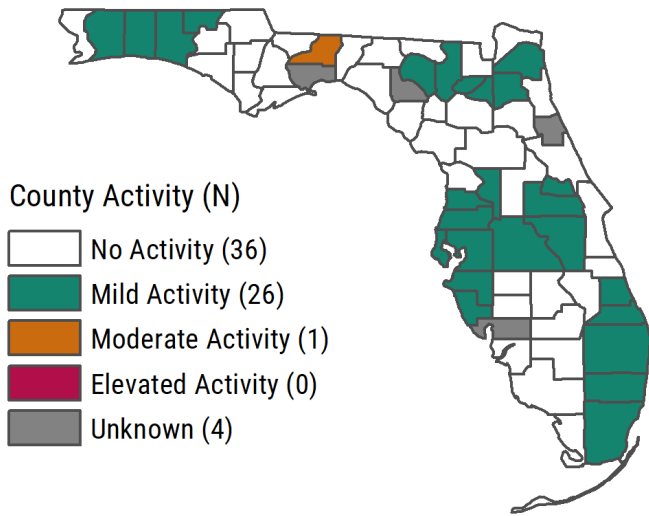 County Activity (N)
No Activity (36)
Mild Activity (26)
Moderate Activity (1)
Elevated Activity (0)
Unknown (4)